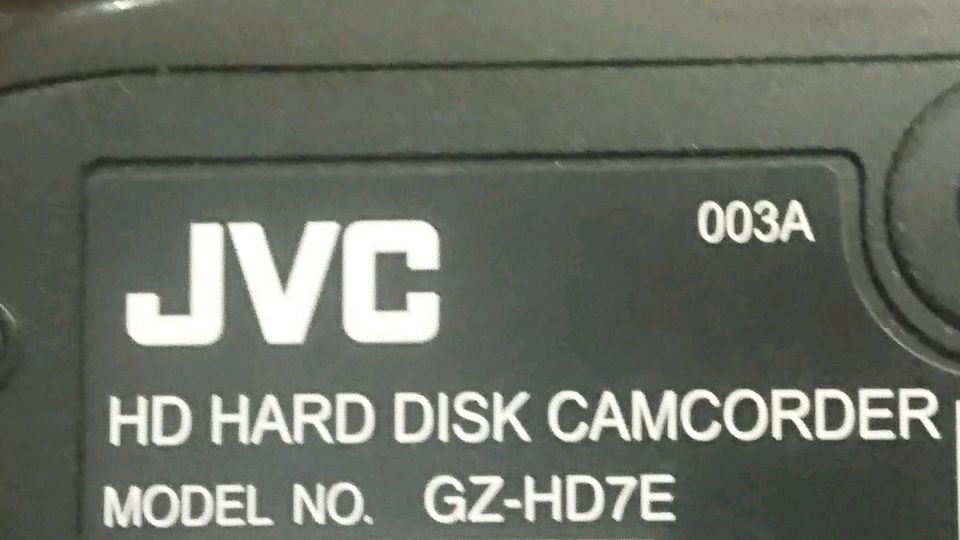 003A
JVC
HD HARD DISK CAMCORDER
MODEL NO. GZ-HD7E